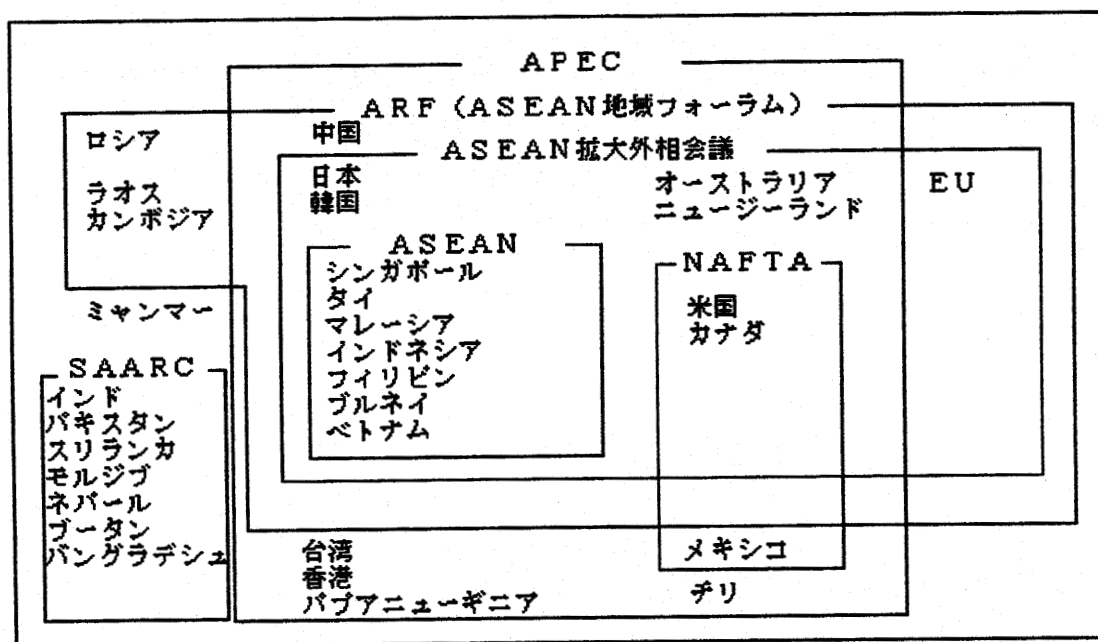 APEC
ARF（ASEAN地域フォーラム）
ロシア
中国
ASEAN拡大外相会議
ラオス
カンボジア
日本
韓国
オーストラリア
ニュージーランド
EU
ASEAN
シンガポール
タイ
マレーシア
インドネシア
フィリピン
ブルネイ
ベトナム
NAFTA
米国
カナダ
ミャンマー
SAARC
インド
パキスタン
スリランカ
モルジブ
ネパール
ブータン
バングラデシュ
台湾
香港
パプアニューギニア
メキシコ
チリ